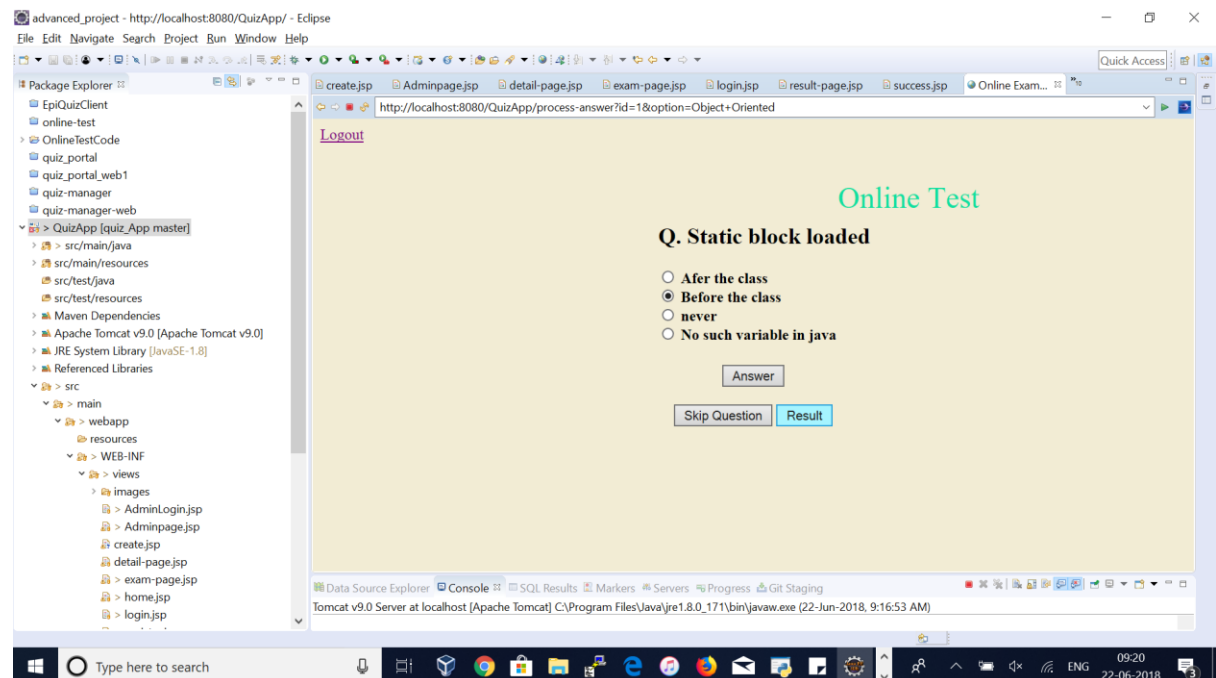 advanced_project - http://localhost:8080/QuizApp/ - Eclipse
File Edit Navigate Search Project Run Window Help
Quick Access
Package Explorer
EpiQuizClient
online-test
OnlineTestCode
quiz_portal
quiz_portal_web1
quiz-manager
quiz-manager-web
> QuizApp [quiz_App master]
> src/main/java
src/main/resources
src/test/java
src/test/resources
Maven Dependencies
Apache Tomcat v9.0 [Apache Tomcat v9.0]
JRE System Library [JavaSE-1.8]
Referenced Libraries
> src
> main
> webapp
resources
> WEB-INF
> views
images
> AdminLogin.jsp
> Adminpage.jsp
create.jsp
detail-page.jsp
> exam-page.jsp
> home.jsp
> login.jsp
create.jsp Adminpage.jsp detail-page.jsp exam-page.jsp login.jsp result-page.jsp success.jsp Online Exam...
http://localhost:8080/QuizApp/process-answer?id=1&option=Object+Oriented
Logout
Online Test
Q. Static block loaded
Afer the class
Before the class
never
No such variable in java
Answer
Skip Question Result
Data Source Explorer Console SQL Results Markers Servers Progress Git Staging
Tomcat v9.0 Server at localhost [Apache Tomcat] C:\Program Files\Java\jre1.8.0_171\bin\javaw.exe (22-Jun-2018, 9:16:53 AM)
Type here to search
ENG
09:20
22-06-2018
3